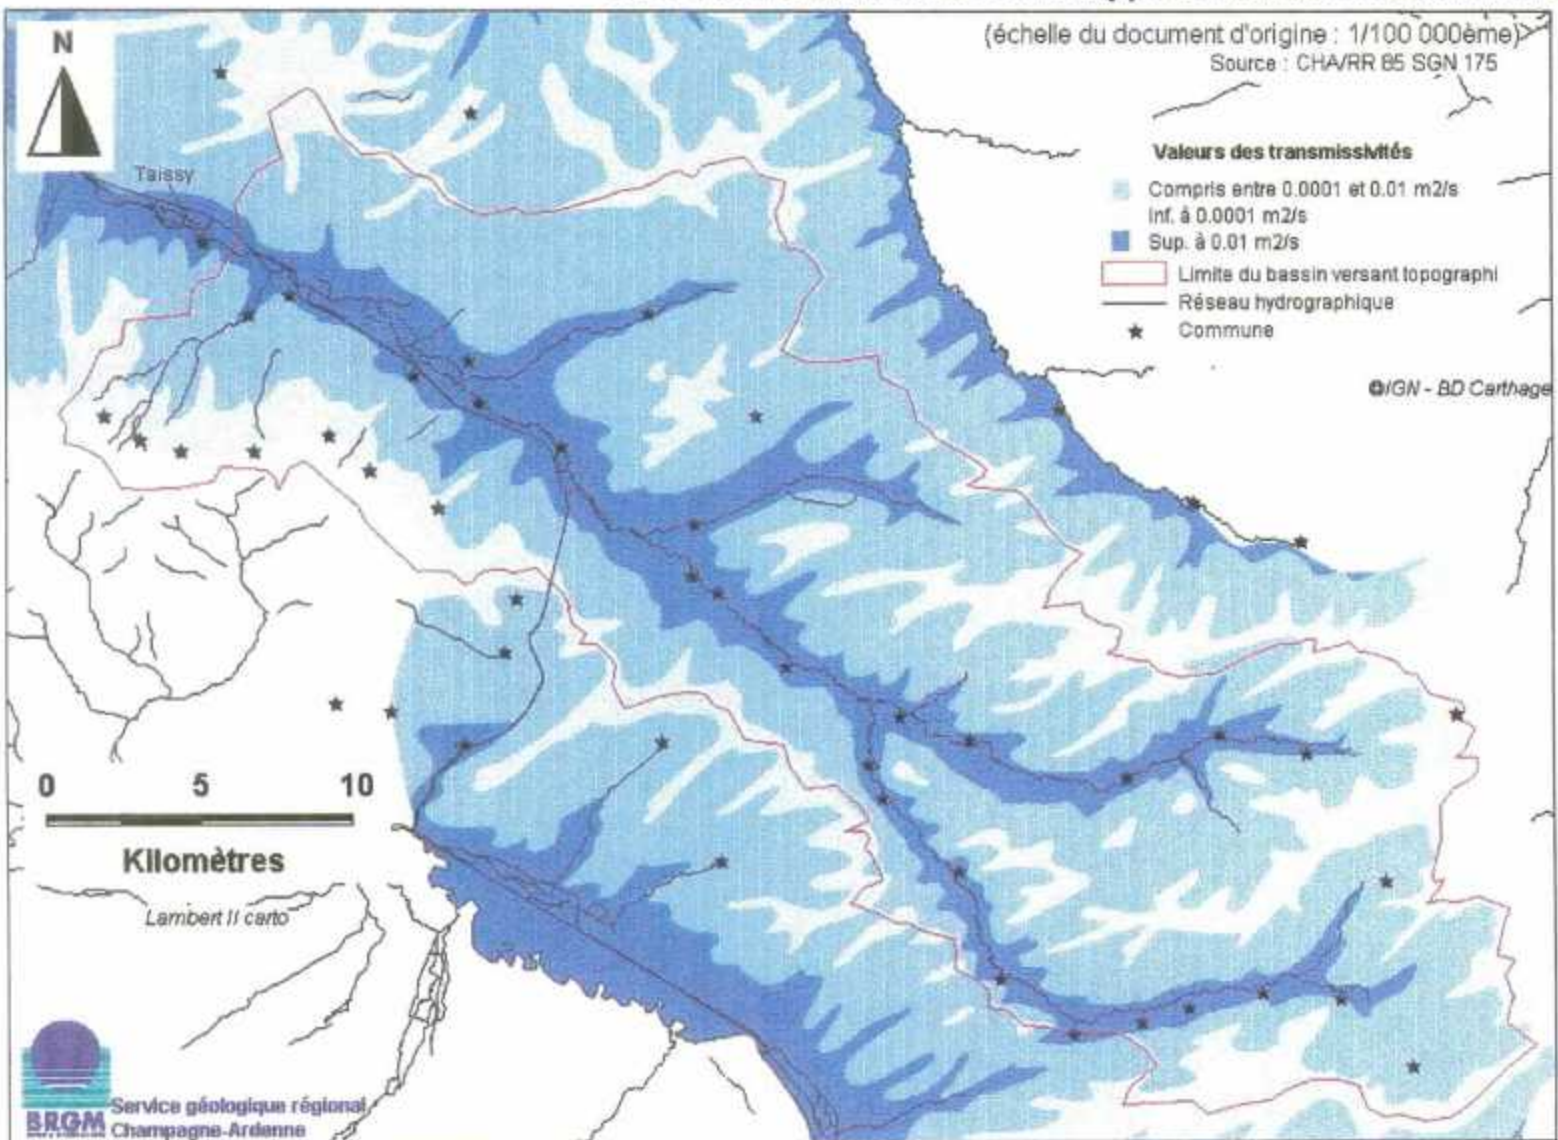 (échelle du document d'origine : 1/100 000ème)
Source : CHA/RR 85 SGN 175
N
Taissy
Valeurs des transmissivités
Compris entre 0.0001 et 0.01 m2/s
Inf. à 0.0001 m2/s
Sup. à 0.01 m2/s
Limite du bassin versant topographi
Réseau hydrographique
Commune
©IGN - BD Carthage
0 5 10
Kilomètres
Lambert II carto
BRGM
Service géologique régional
Champagne-Ardenne